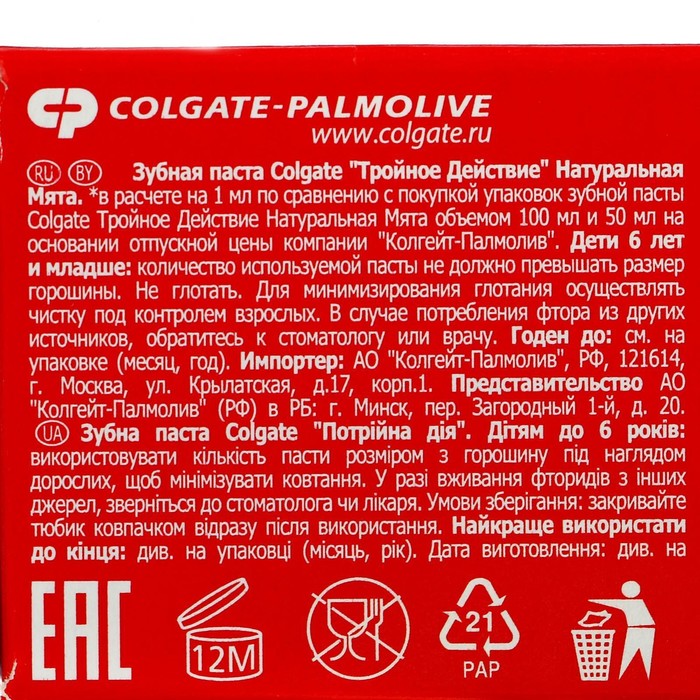 CP COLGATE-PALMOLIVE
www.colgate.ru
RU BY Зубная паста Colgate "Тройное Действие" Натуральная
Мята. *в расчете на 1 мл по сравнению с покупкой упаковок зубной пасты
Colgate Тройное Действие Натуральная Мята объемом 100 мл и 50 мл на
основании отпускной цены компании "Колгейт-Палмолив". Дети 6 лет
и младше: количество используемой пасты не должно превышать размер
горошины. Не глотать. Для минимизирования глотания осуществлять
чистку под контролем взрослых. В случае потребления фтора из других
источников, обратитесь к стоматологу или врачу. Годен до: см. на
упаковке (месяц, год). Импортер: АО "Колгейт-Палмолив", РФ, 121614,
г. Москва, ул. Крылатская, д.17, корп.1. Представительство АО
"Колгейт-Палмолив" (РФ) в РБ: г. Минск, пер. Загородный 1-й, д. 20.
UA Зубна паста Colgate "Потрійна дія". Дітям до 6 років:
використовувати кількість пасти розміром з горошину під наглядом
дорослих, щоб мінімізувати ковтання. У разі вживання фторидів з інших
джерел, зверніться до стоматолога чи лікаря. Умови зберігання: закривайте
тюбик ковпачком відразу після використання. Найкраще використати
до кінця: див. на упаковці (місяць, рік). Дата виготовлення: див. на
EAC 12M 21 PAP